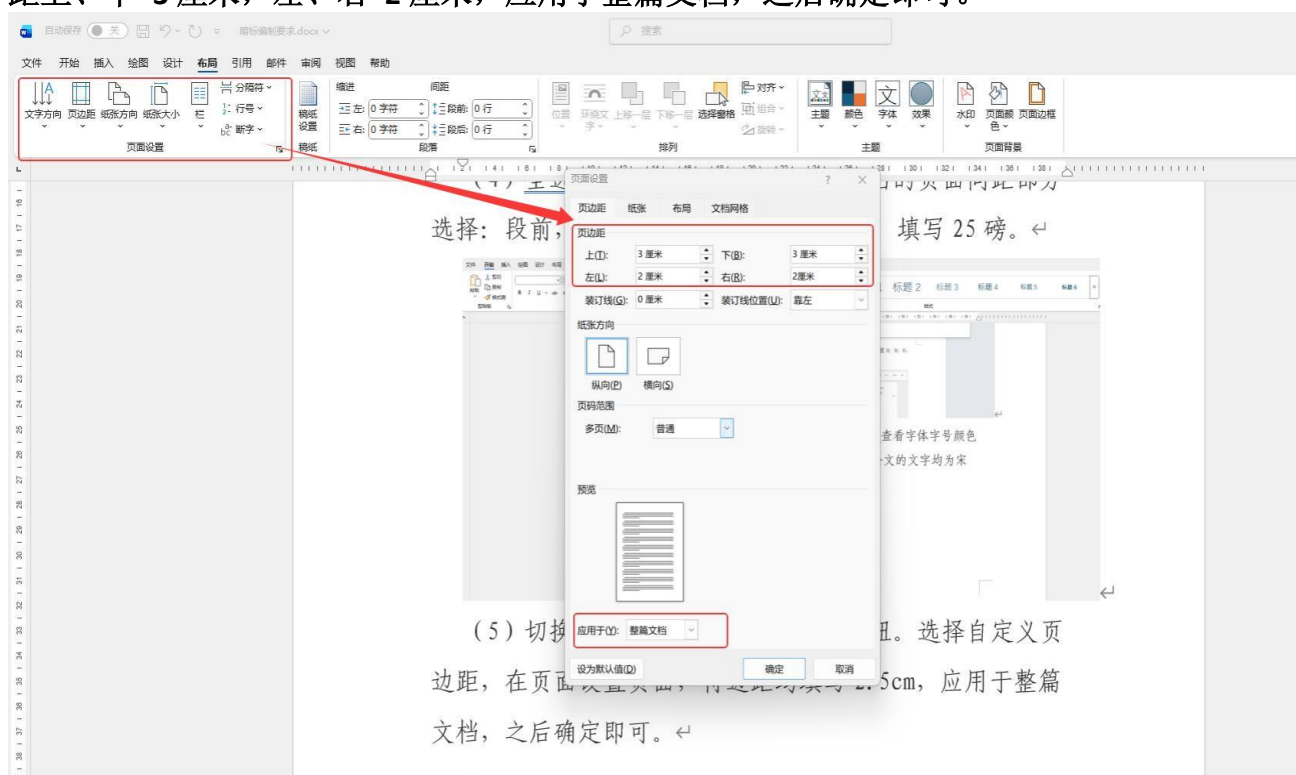 距上、下 3 厘米，左、右 2 厘米，应用于整篇文档，之后确定即可。
自动保存 关 暗标编制要求.docx 搜索
文件 开始 插入 绘图 设计 布局 引用 邮件 审阅 视图 帮助
文字方向 页边距 纸张方向 纸张大小 栏 分隔符 行号 断字
页面设置
稿纸设置
稿纸
缩进 间距
左: 0 字符 段前: 0 行
右: 0 字符 段后: 0 行
段落
位置 环绕文字 上移一层 下移一层 选择窗格 对齐 组合 旋转
排列
主题 颜色 字体 效果
主题
水印 页面颜色 页面边框
页面背景
选择：段前，
填写 25 磅。
标题 2 标题 3 标题 4 标题 5 标题 6
查看字体字号颜色
文的文字均为宋
页面设置 ? ×
页边距 纸张 布局 文档网格
页边距
上(T): 3 厘米 下(B): 3 厘米
左(L): 2 厘米 右(R): 2厘米
装订线(G): 0 厘米 装订线位置(U): 靠左
纸张方向
纵向(P) 横向(S)
页码范围
多页(M): 普通
预览
应用于(Y): 整篇文档
设为默认值(D) 确定 取消
（5）切换
。选择自定义页
边距，在页面设置页面，
2.5cm，应用于整篇
文档，之后确定即可。